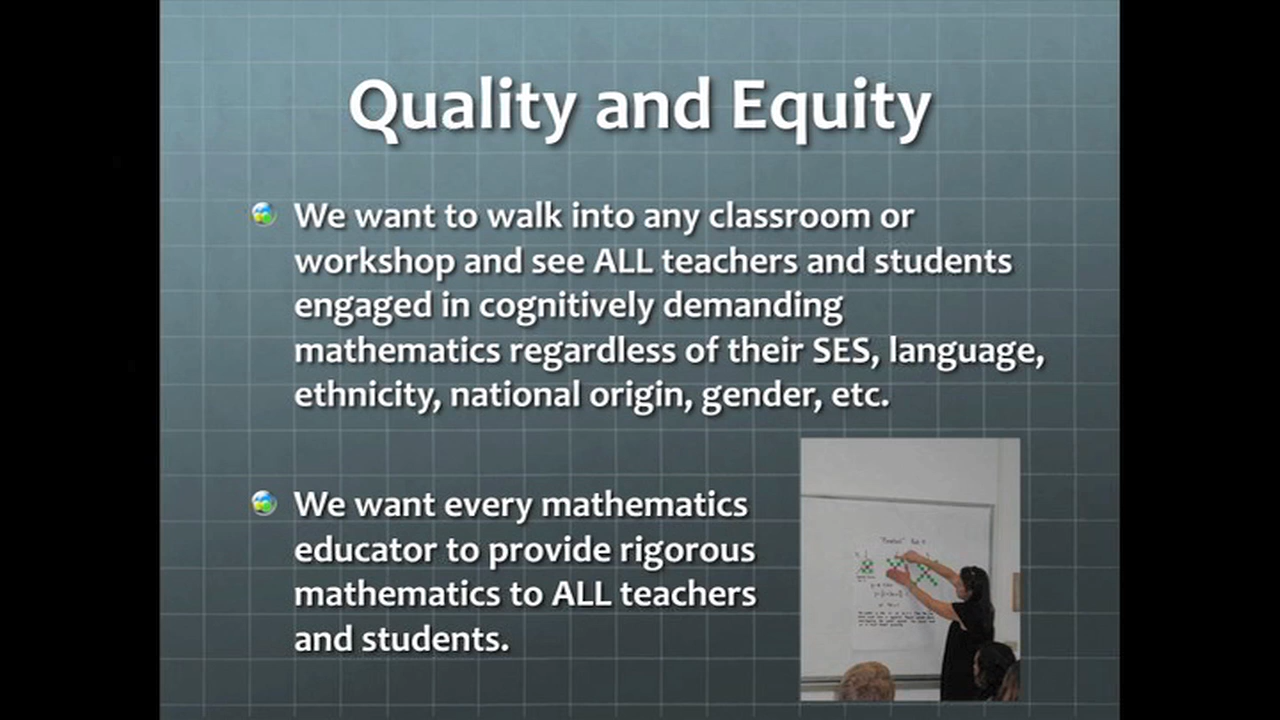 Quality and Equity
We want to walk into any classroom or
workshop and see ALL teachers and students
engaged in cognitively demanding
mathematics regardless of their SES, language,
ethnicity, national origin, gender, etc.
We want every mathematics
educator to provide rigorous
mathematics to ALL teachers
and students.